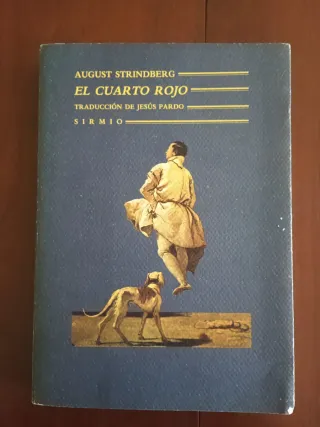 AUGUST STRINDBERG
EL CUARTO ROJO
TRADUCCIÓN DE JESÚS PARDO
SIRMIO